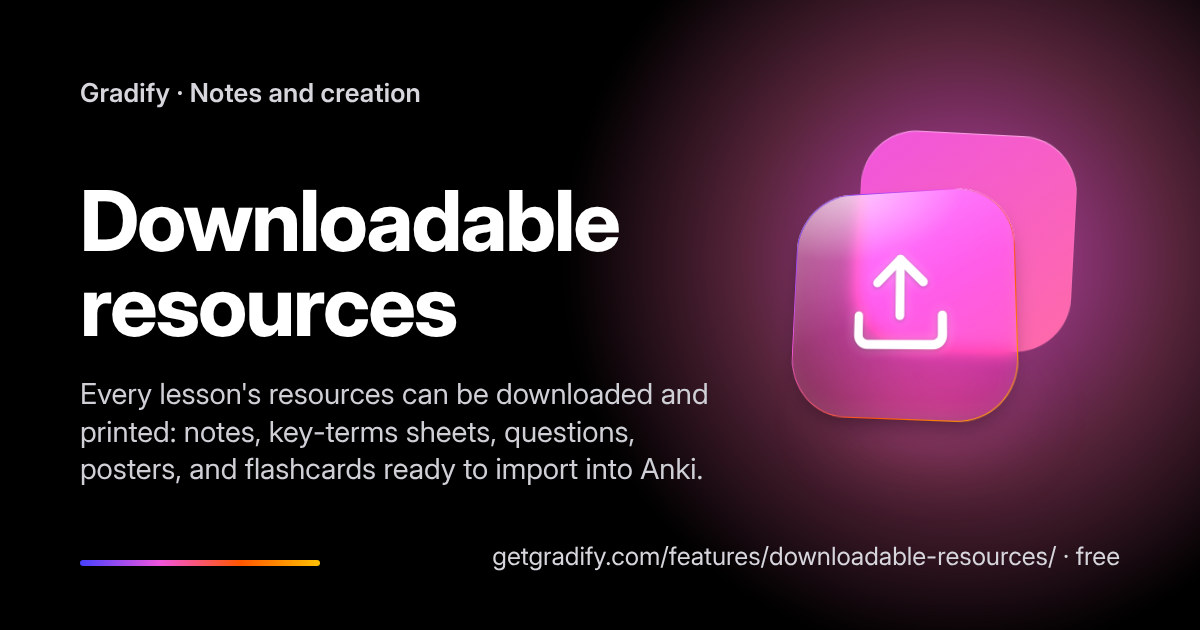 Gradify · Notes and creation
Downloadable
resources
Every lesson's resources can be downloaded and
printed: notes, key-terms sheets, questions,
posters, and flashcards ready to import into Anki.
getgradify.com/features/downloadable-resources/ · free